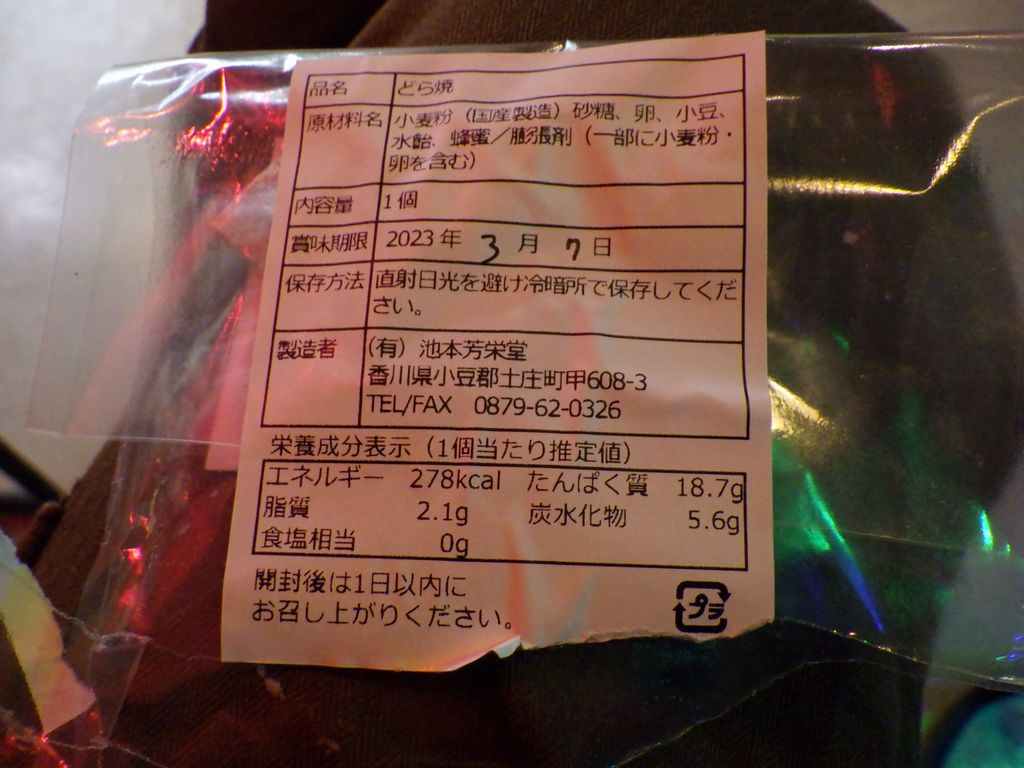 品名 どら焼
原材料名 小麦粉（国産製造）砂糖、卵、小豆、
水飴、蜂蜜／膨張剤（一部に小麦粉・
卵を含む）
内容量 1個
賞味期限 2023年 3月 7日
保存方法 直射日光を避け冷暗所で保存してくだ
さい。
製造者 (有) 池本芳栄堂
香川県小豆郡土庄町甲608-3
TEL/FAX 0879-62-0326
栄養成分表示（1個当たり推定値）
エネルギー 278kcal たんぱく質 18.7g
脂質 2.1g 炭水化物 5.6g
食塩相当 0g
開封後は1日以内に
お召し上がりください。
プラ